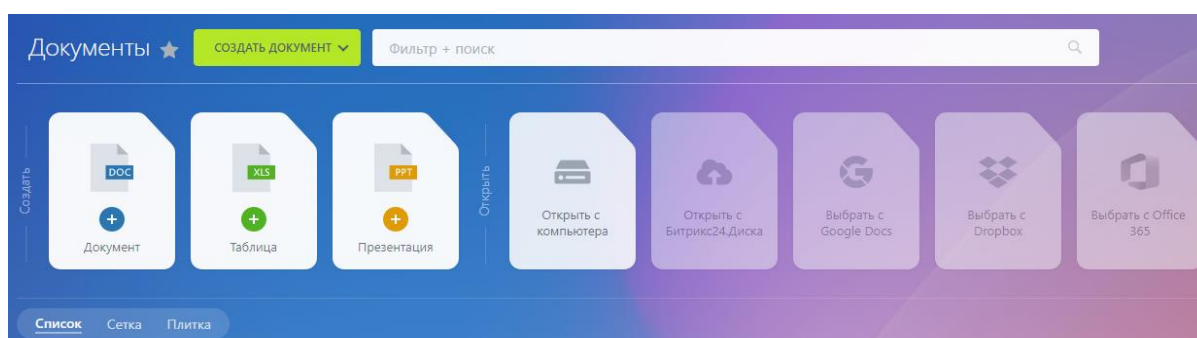 Документы
СОЗДАТЬ ДОКУМЕНТ
Фильтр + поиск
Создать
DOC
Документ
XLS
Таблица
PPT
Презентация
Открыть
Открыть с
компьютера
Открыть с
Битрикс24.Диска
Выбрать с
Google Docs
Выбрать с
Dropbox
Выбрать с Office
365
Список
Сетка
Плитка